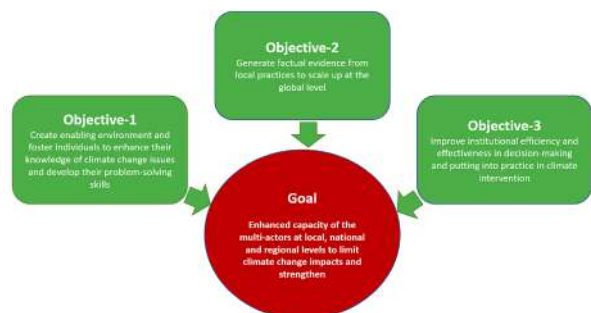 Objective-2
Generate factual evidence from
local practices to scale up at the
global level
Objective-1
Create enabling environment and
foster individuals to enhance their
knowledge of climate change issues
and develop their problem-solving
skills
Objective-3
Improve institutional efficiency and
effectiveness in decision-making
and putting into practice in climate
intervention
Goal
Enhanced capacity of the
multi-actors at local, national
and regional levels to limit
climate change impacts and
strengthen